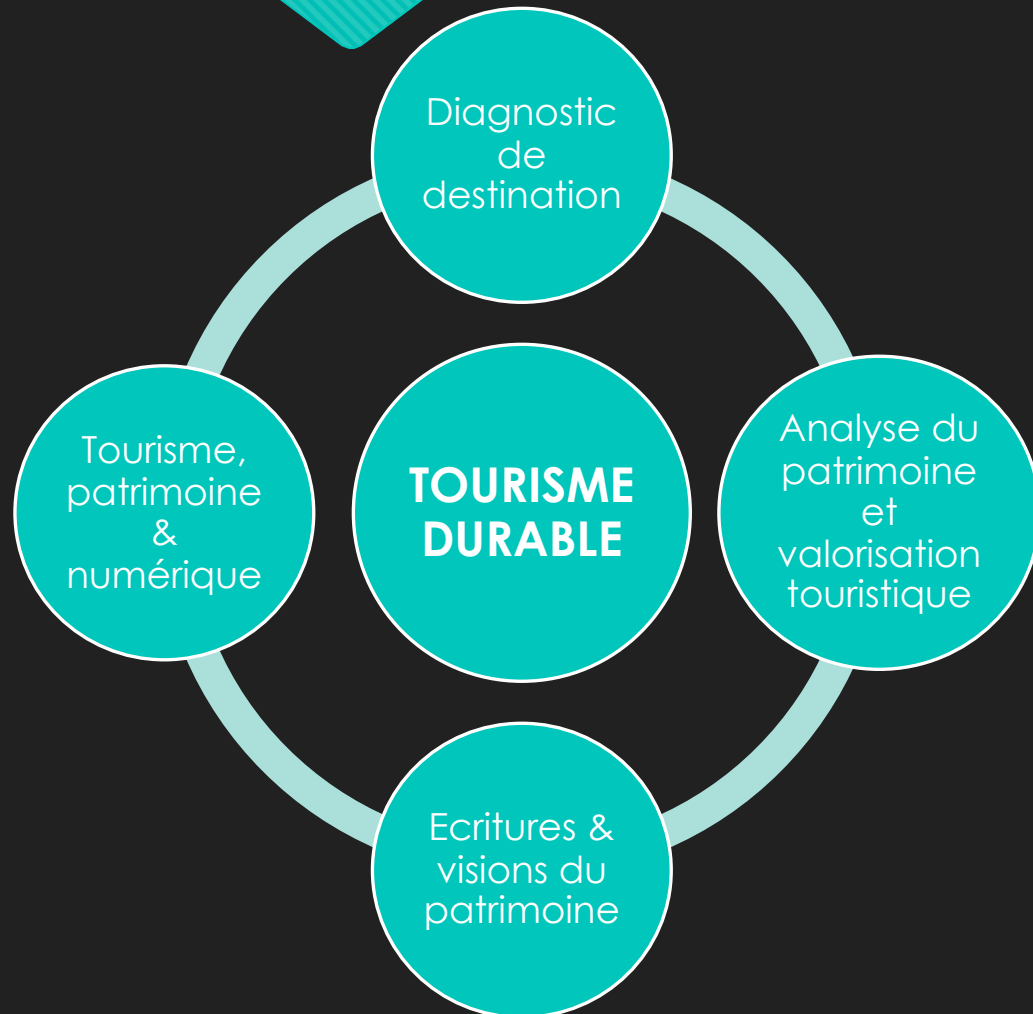 Diagnostic
de
destination
Tourisme,
patrimoine
&
numérique
TOURISME
DURABLE
Analyse du
patrimoine
et
valorisation
touristique
Ecritures &
visions du
patrimoine